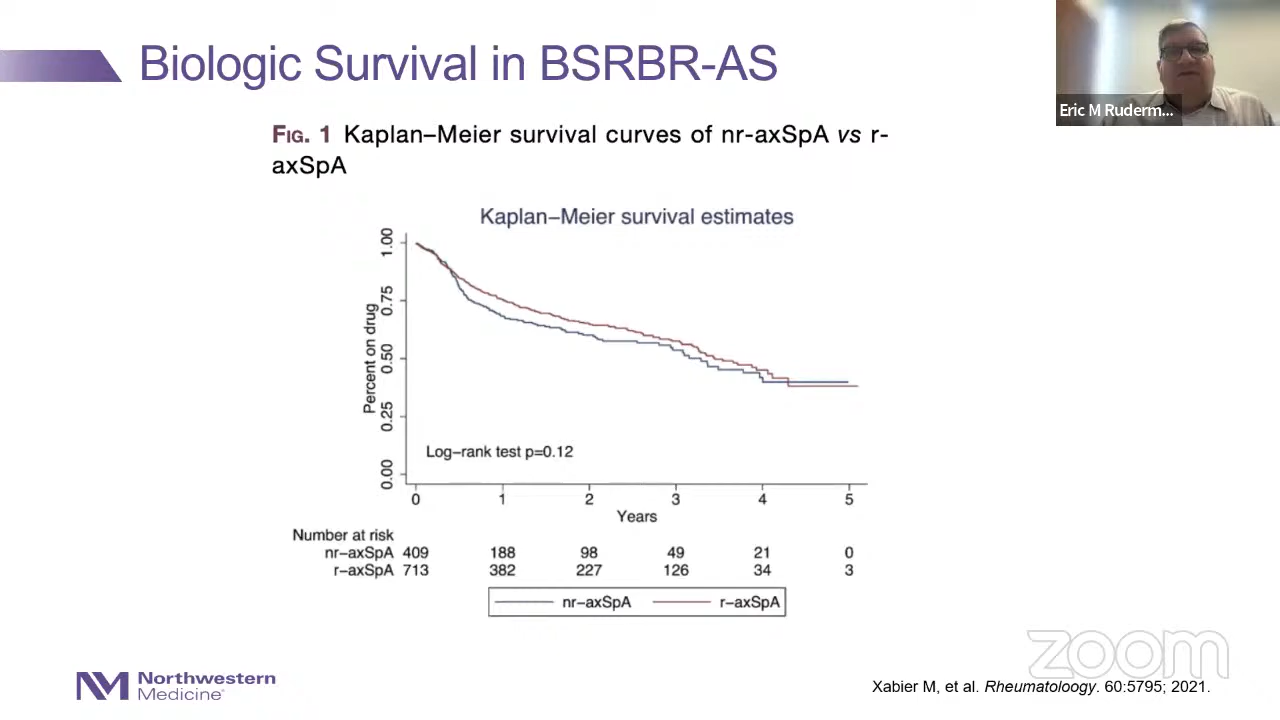 Biologic Survival in BSRBR-AS
Eric M Ruderm...
FIG. 1 Kaplan–Meier survival curves of nr-axSpA vs r-
axSpA
Kaplan–Meier survival estimates
Percent on drug
1.00
0.75
0.50
0.25
0.00
Log–rank test p=0.12
0 1 2 3 4 5
Years
Number at risk
nr–axSpA 409 188 98 49 21 0
r–axSpA 713 382 227 126 34 3
nr–axSpA r–axSpA
zoom
NM Northwestern
Medicine®
Xabier M, et al. Rheumatoloogy. 60:5795; 2021.